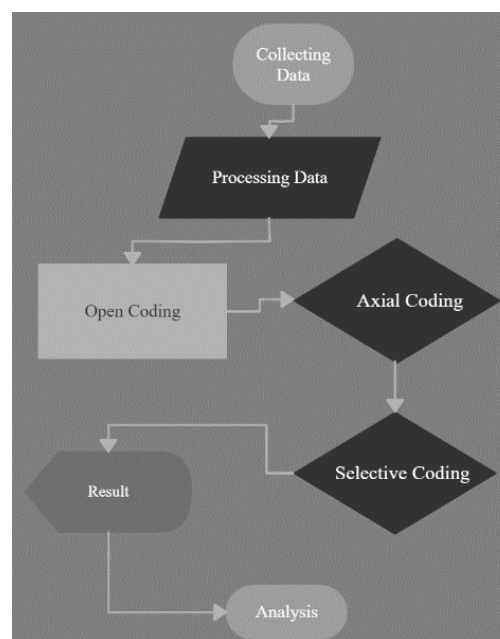 Collecting
Data
Processing Data
Open Coding
Axial Coding
Selective Coding
Result
Analysis